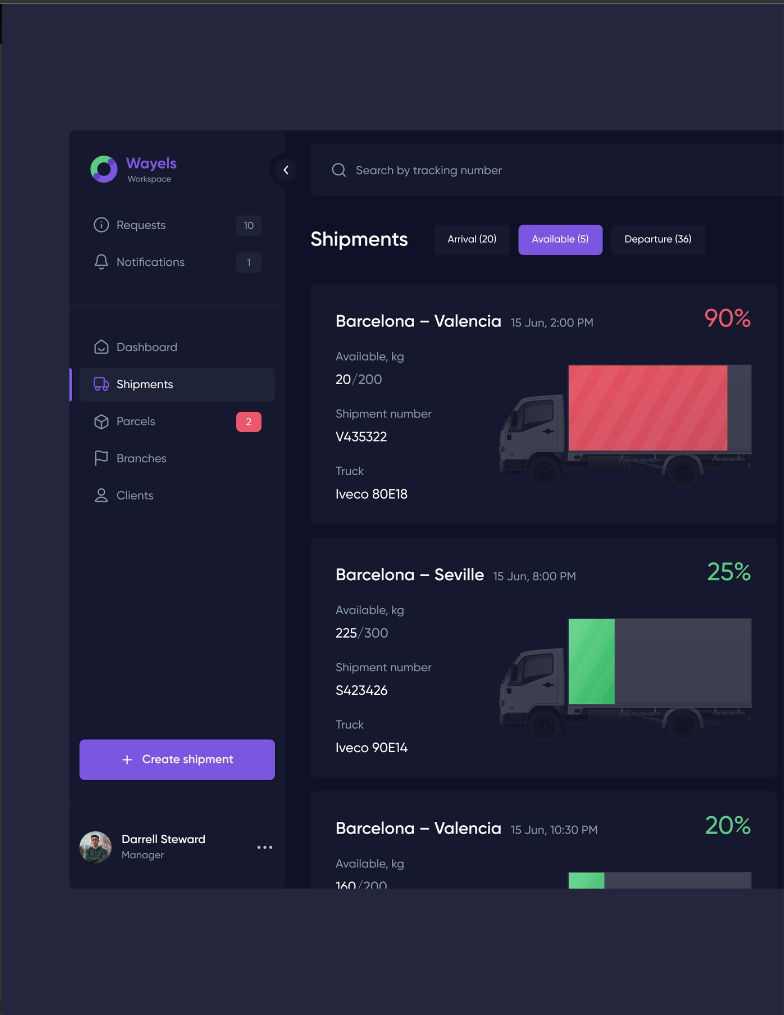 Wayels
Workspace
Requests 10
Notifications 1
Dashboard
Shipments
Parcels 2
Branches
Clients
+ Create shipment
Darrell Steward
Manager
Search by tracking number
Shipments Arrival (20) Available (5) Departure (36)
Barcelona – Valencia 15 Jun, 2:00 PM 90%
Available, kg
20/200
Shipment number
V435322
Truck
Iveco 80E18
Barcelona – Seville 15 Jun, 8:00 PM 25%
Available, kg
225/300
Shipment number
S423426
Truck
Iveco 90E14
Barcelona – Valencia 15 Jun, 10:30 PM 20%
Available, kg
160/200